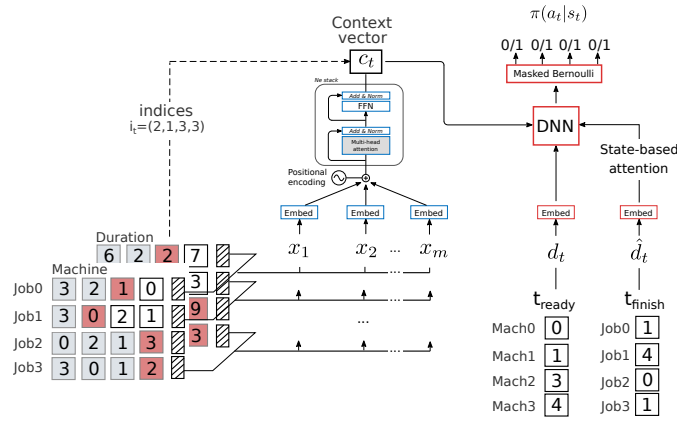 π(a_t|s_t)
Context
vector
0/1 0/1 0/1 0/1
Masked Bernoulli
c_t
Ne stack
Add & Norm
FFN
Add & Norm
Multi-head
attention
indices
i_t=(2,1,3,3)
DNN
State-based
attention
Positional
encoding
Embed Embed Embed Embed Embed
x_1 x_2 ... x_m
d_t d̂_t
Duration
6 2 2 7
Machine
3
9
3
Job0 3 2 1 0
Job1 3 0 2 1
Job2 0 2 1 3
Job3 3 0 1 2
...
...
...
...
t_ready t_finish
Mach0 0 Job0 1
Mach1 1 Job1 4
Mach2 3 Job2 0
Mach3 4 Job3 1